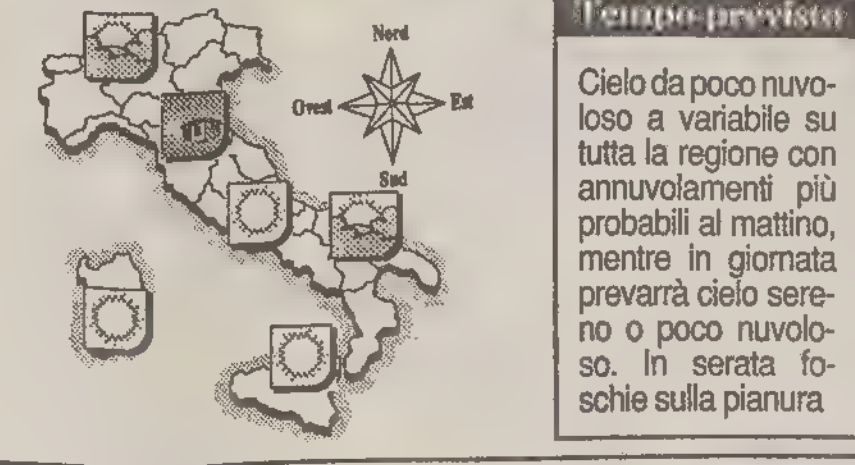 Nord
Ovest
Est
Sud
Tempo previsto
Cielo da poco nuvo-
loso a variabile su
tutta la regione con
annuvolamenti più
probabili al mattino,
mentre in giornata
prevarrà cielo sere-
no o poco nuvolo-
so. In serata fo-
schie sulla pianura